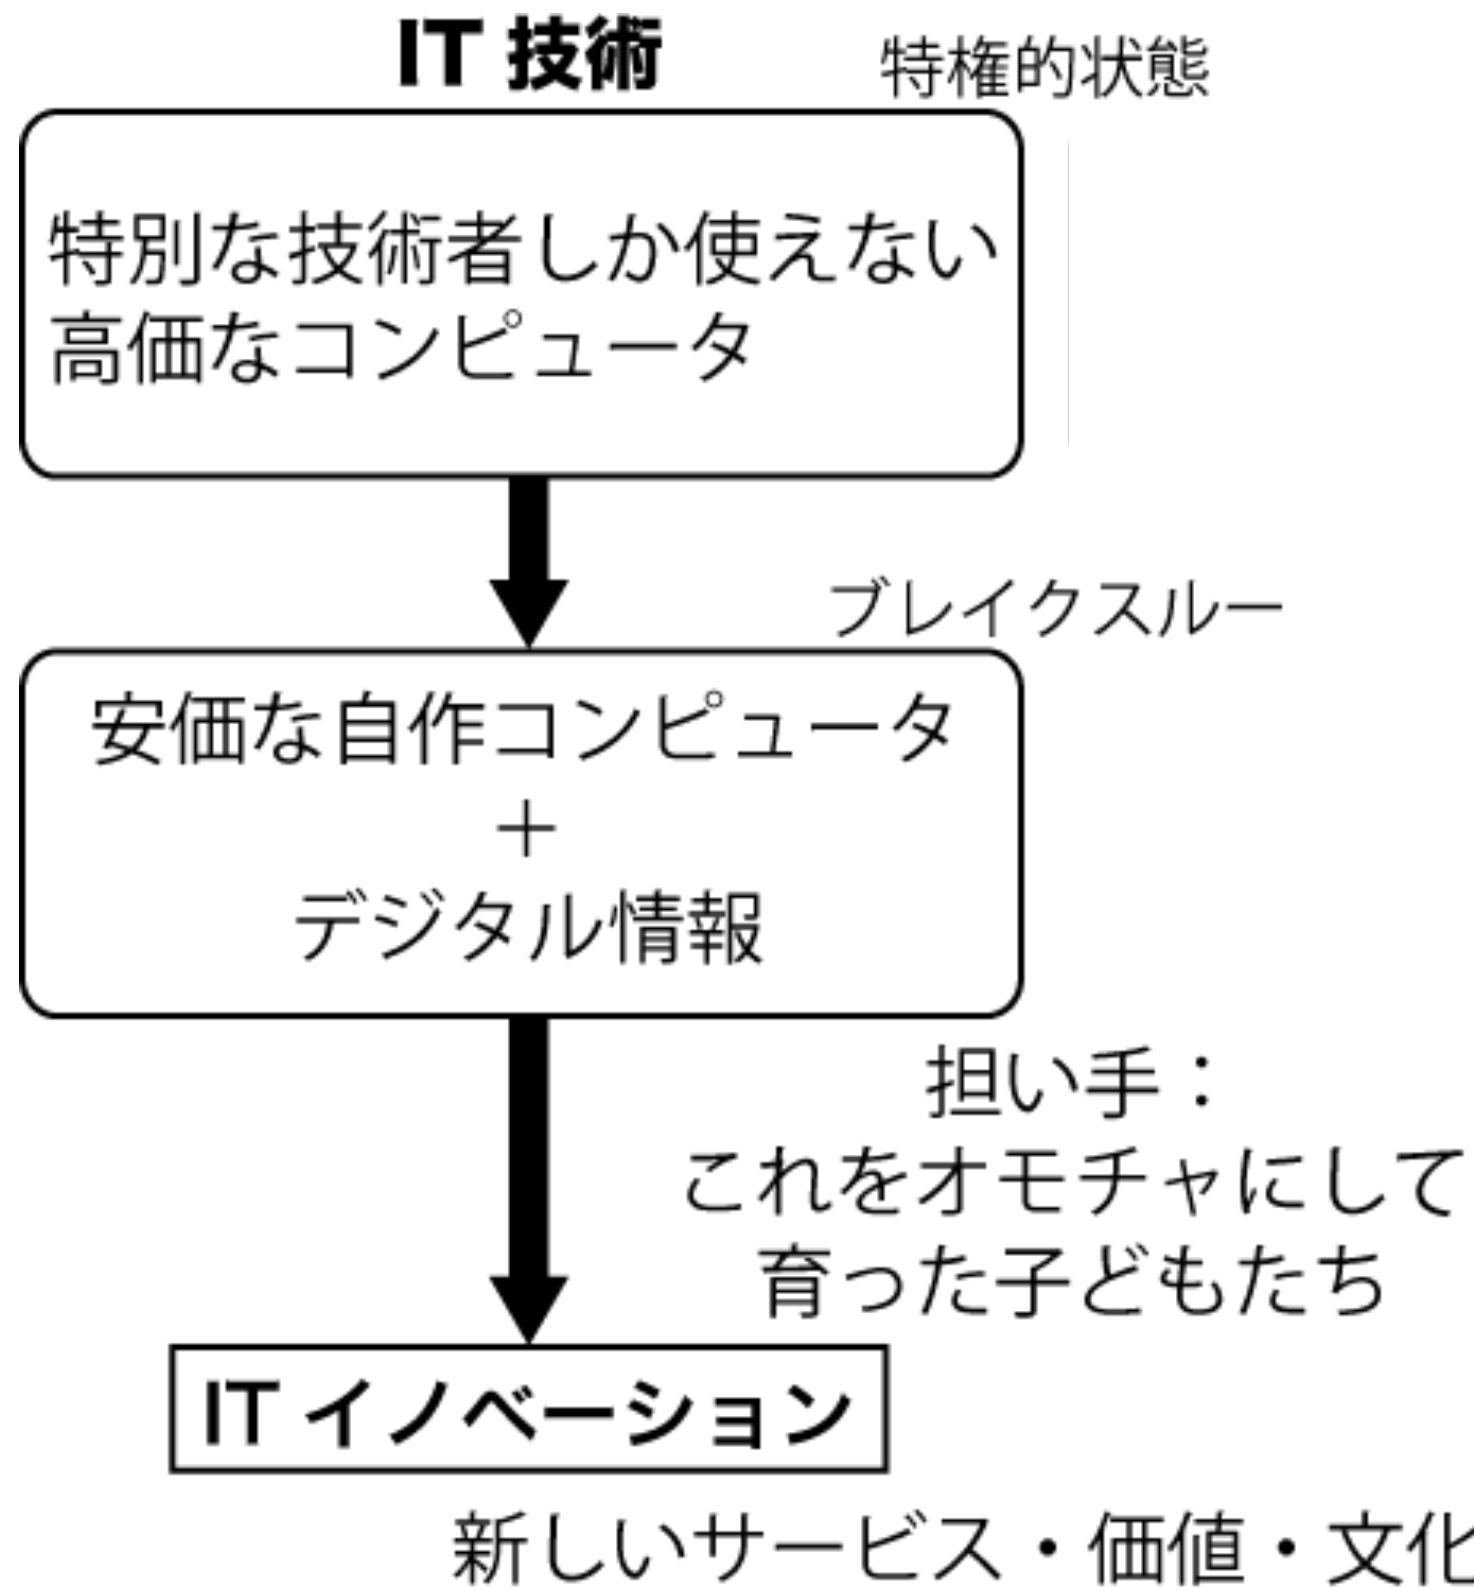 IT 技術
特権的状態
特別な技術者しか使えない
高価なコンピュータ
ブレイクスルー
安価な自作コンピュータ
+
デジタル情報
担い手：
これをオモチャにして
育った子どもたち
IT イノベーション
新しいサービス・価値・文化